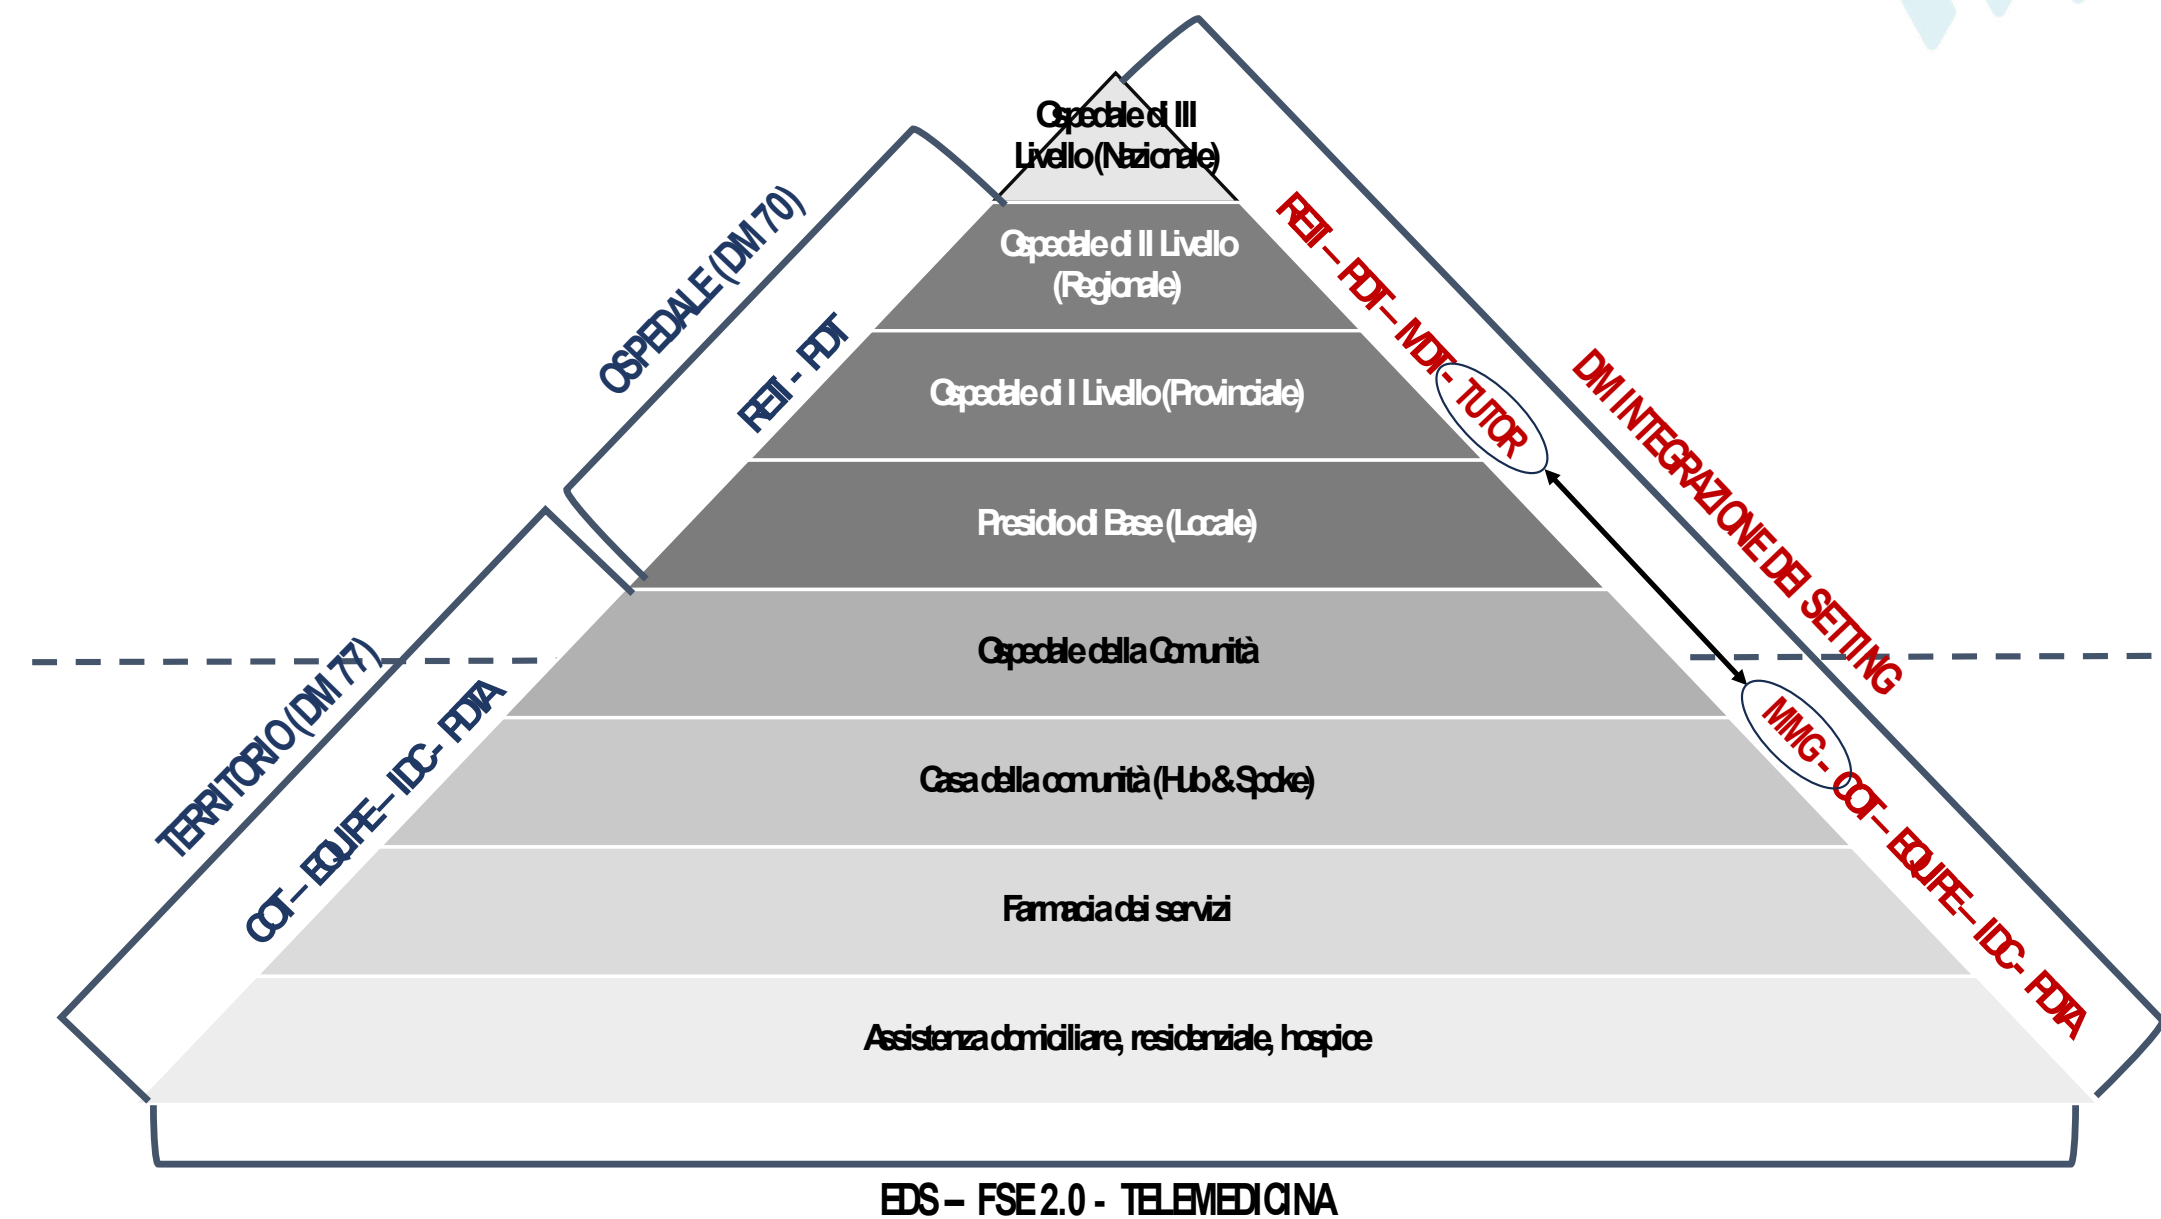 Ospedale di III
Livello (Nazionale)
Ospedale di II Livello
(Regionale)
Ospedale di I Livello (Provinciale)
Presidio di Base (Locale)
Ospedale della Comunità
Casa della comunità (Hub & Spoke)
Farmacia dei servizi
Assistenza domiciliare, residenziale, hospice
OSPEDALE (DM 70)
RETI - PDT
TERRITORIO (DM 77)
COT – EQUIPE – IDC - PDTA
RETI – PDT – MDT - TUTOR
DM INTEGRAZIONE DEI SETTING
MMG - COT – EQUIPE – IDC - PDTA
EDS – FSE 2.0 - TELEMEDICINA